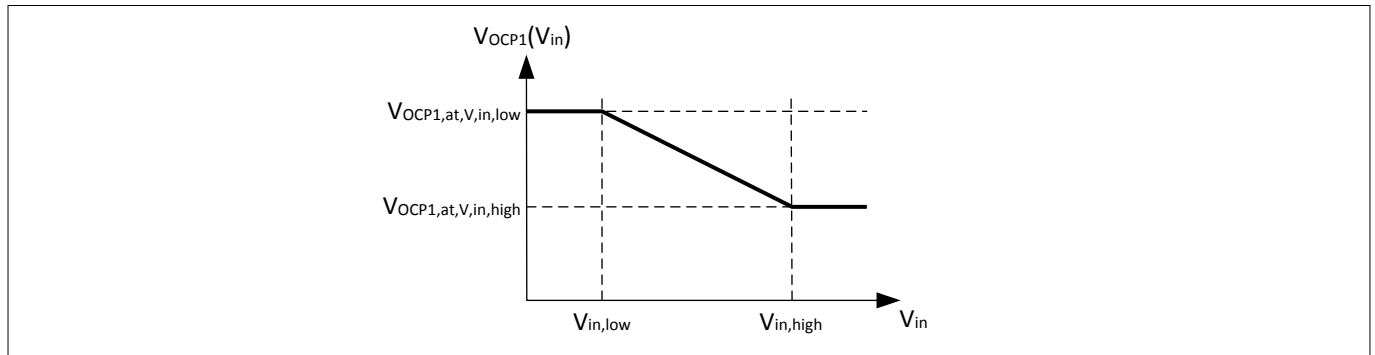 VOCP1(Vin)
VOCP1,at,V,in,low
VOCP1,at,V,in,high
Vin,low
Vin,high
Vin